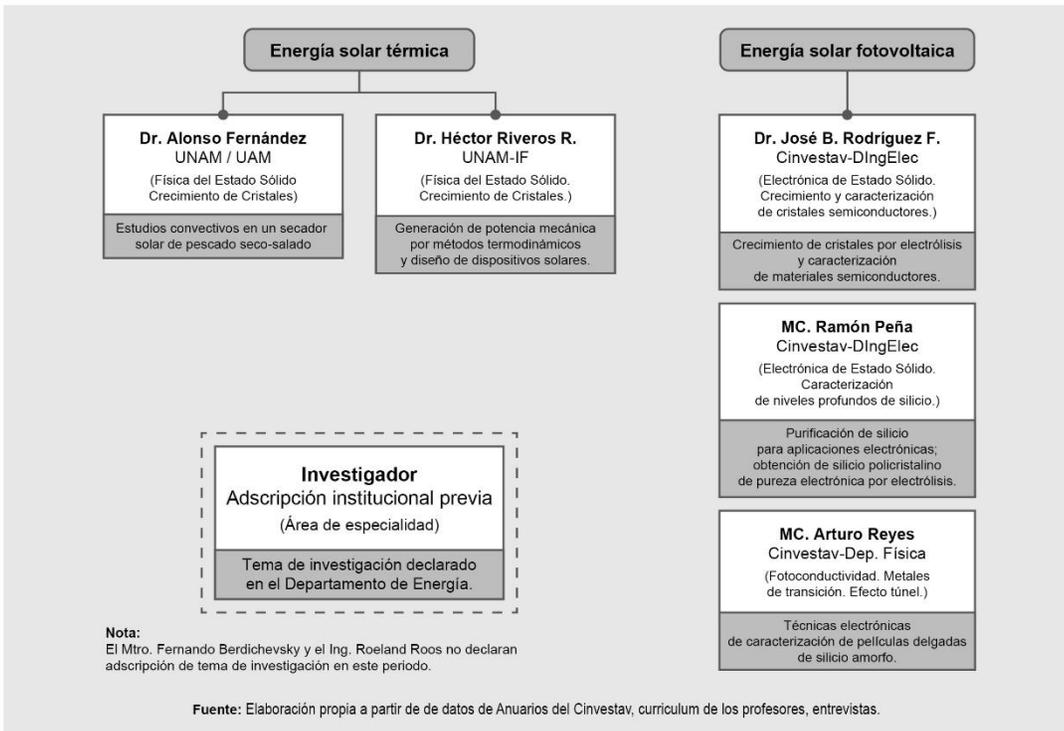 Energía solar térmica
Dr. Alonso Fernández
UNAM / UAM
(Física del Estado Sólido
Crecimiento de Cristales)
Estudios convectivos en un secador
solar de pescado seco-salado
Dr. Héctor Riveros R.
UNAM-IF
(Física del Estado Sólido.
Crecimiento de Cristales.)
Generación de potencia mecánica
por métodos termodinámicos
y diseño de dispositivos solares.
Energía solar fotovoltaica
Dr. José B. Rodríguez F.
Cinvestav-DIngElec
(Electrónica de Estado Sólido.
Crecimiento y caracterización
de cristales semiconductores.)
Crecimiento de cristales por electrólisis
y caracterización
de materiales semiconductores.
MC. Ramón Peña
Cinvestav-DIngElec
(Electrónica de Estado Sólido.
Caracterización
de niveles profundos de silicio.)
Purificación de silicio
para aplicaciones electrónicas;
obtención de silicio policristalino
de pureza electrónica por electrólisis.
MC. Arturo Reyes
Cinvestav-Dep. Física
(Fotoconductividad. Metales
de transición. Efecto túnel.)
Técnicas electrónicas
de caracterización de películas delgadas
de silicio amorfo.
Investigador
Adscripción institucional previa
(Área de especialidad)
Tema de investigación declarado
en el Departamento de Energía.
Nota:
El Mtro. Fernando Berdichevsky y el Ing. Roeland Roos no declaran
adscripción de tema de investigación en este periodo.
Fuente: Elaboración propia a partir de de datos de Anuarios del Cinvestav, curriculum de los profesores, entrevistas.